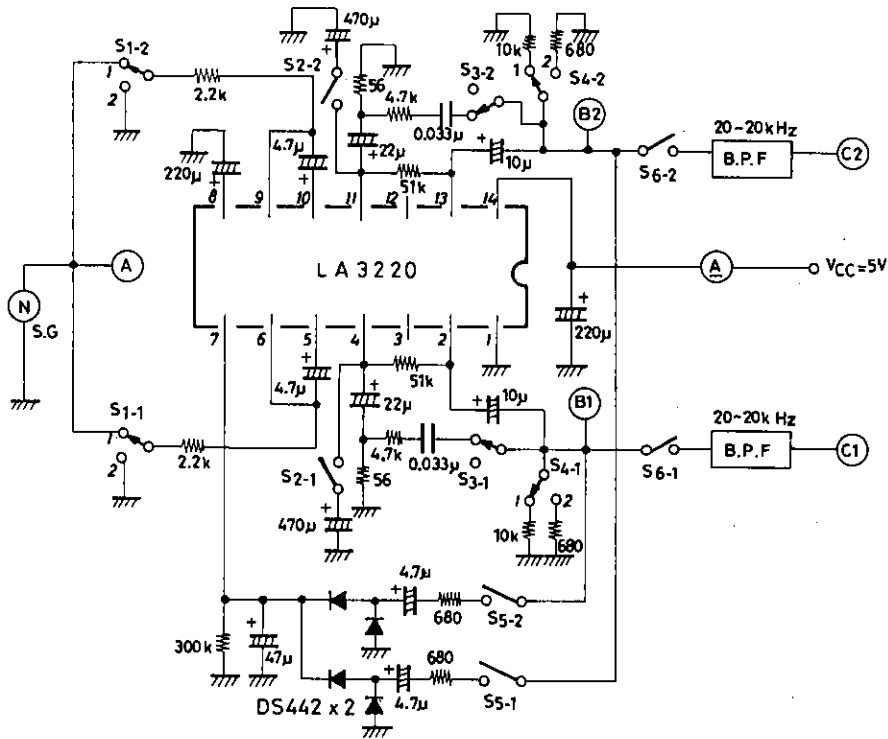 470μ
S1-2
S2-2
10k
680
1
2
S4-2
1
2
2.2k
56
S3-2
4.7k
0.033μ
B2
20~20kHz
B.P.F
C2
S6-2
220μ
4.7μ
22μ
51k
10μ
8
9
10
11
12
13
14
LA3220
N
S.G
A
A
VCC=5V
220μ
7
6
5
4
3
2
1
4.7μ
51k
22μ
10μ
B1
20~20kHz
B.P.F
C1
S6-1
S1-1
1
2
2.2k
S2-1
4.7k
0.033μ
S3-1
56
S4-1
1
2
10k
680
470μ
4.7μ
680
S5-2
300k
47μ
680
4.7μ
S5-1
DS442 x 2